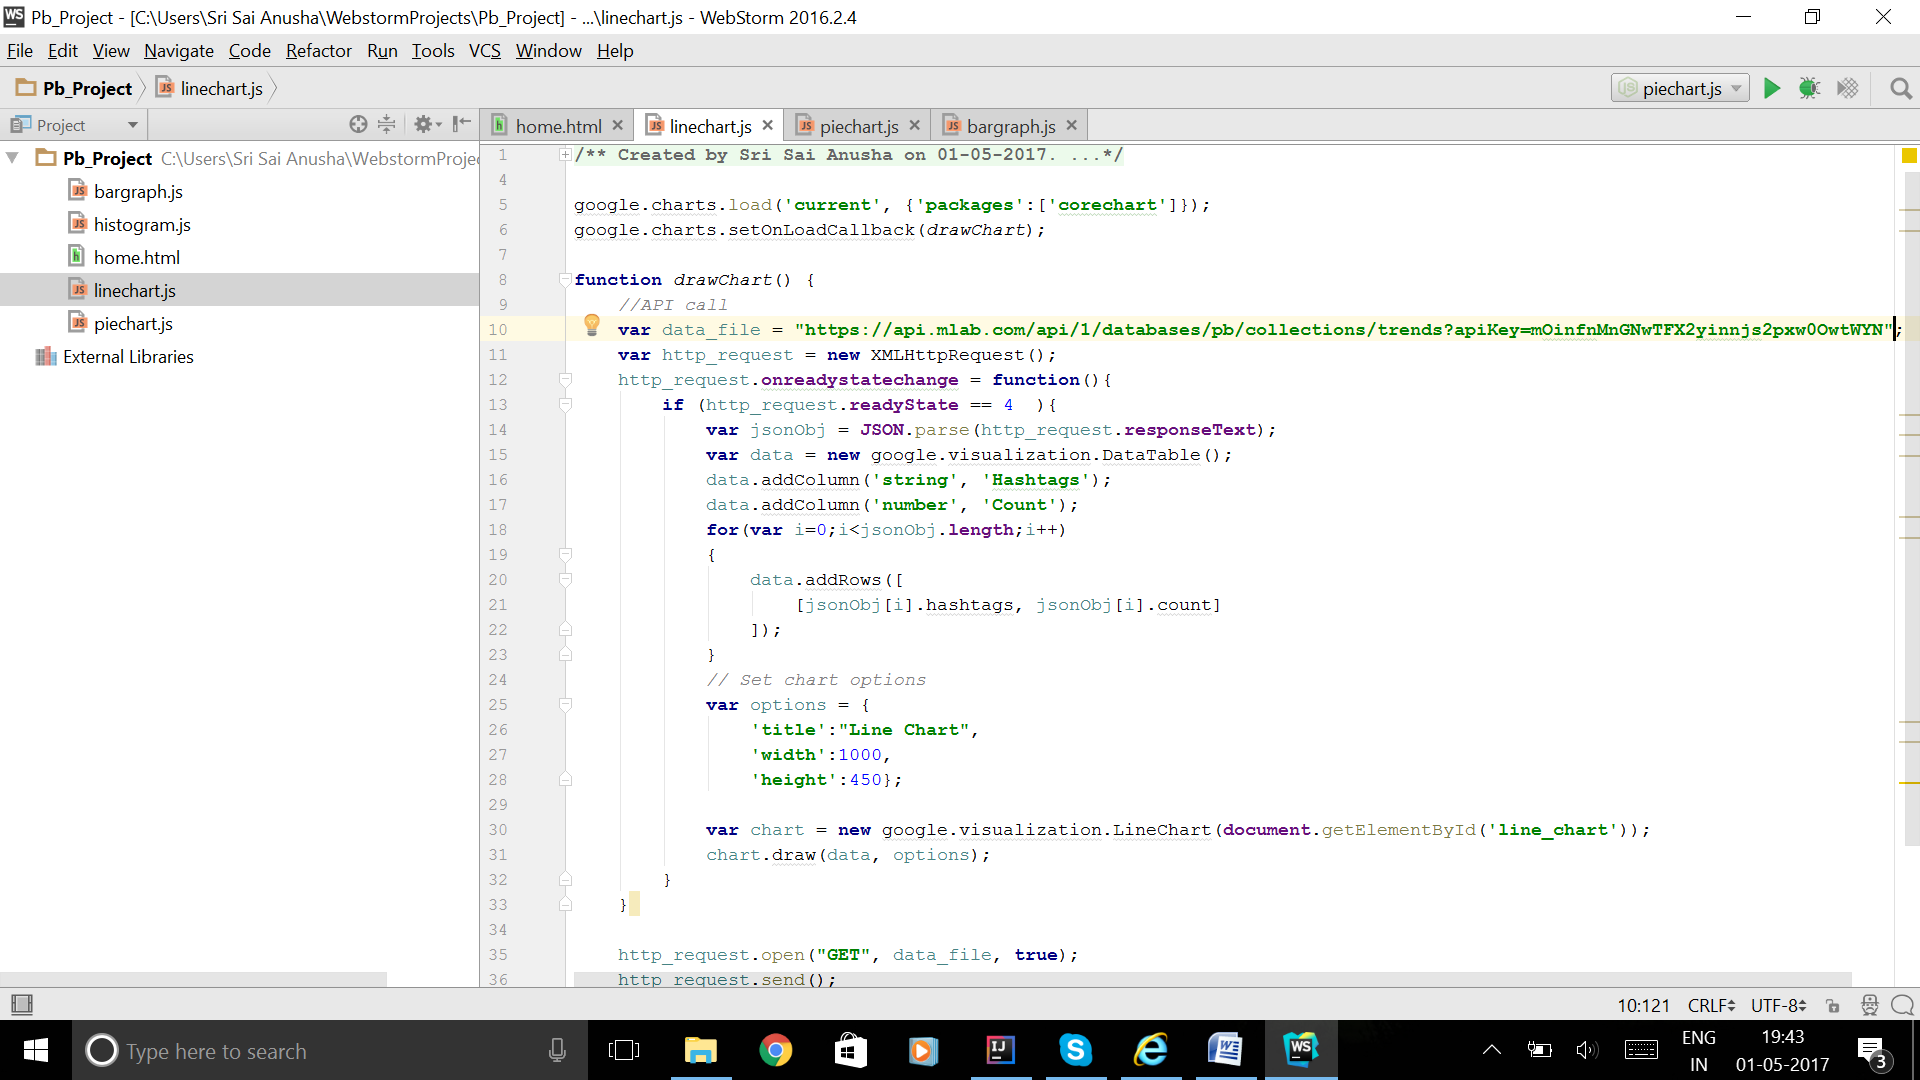 Pb_Project - [C:\Users\Sri Sai Anusha\WebstormProjects\Pb_Project] - ...\linechart.js - WebStorm 2016.2.4
File Edit View Navigate Code Refactor Run Tools VCS Window Help
Pb_Project linechart.js piechart.js
Project home.html linechart.js piechart.js bargraph.js
Pb_Project C:\Users\Sri Sai Anusha\WebstormProje
bargraph.js
histogram.js
home.html
linechart.js
piechart.js
External Libraries
1 /** Created by Sri Sai Anusha on 01-05-2017. ...*/
4
5 google.charts.load('current', {'packages':['corechart']});
6 google.charts.setOnLoadCallback(drawChart);
7
8 function drawChart() {
9 //API call
10 var data_file = "https://api.mlab.com/api/1/databases/pb/collections/trends?apiKey=mOinfnMnGNwTFX2yinnjs2pxw0OwtWYN";
11 var http_request = new XMLHttpRequest();
12 http_request.onreadystatechange = function(){
13 if (http_request.readyState == 4 ){
14 var jsonObj = JSON.parse(http_request.responseText);
15 var data = new google.visualization.DataTable();
16 data.addColumn('string', 'Hashtags');
17 data.addColumn('number', 'Count');
18 for(var i=0;i<jsonObj.length;i++)
19 {
20 data.addRows([
21 [jsonObj[i].hashtags, jsonObj[i].count]
22 ]);
23 }
24 // Set chart options
25 var options = {
26 'title':"Line Chart",
27 'width':1000,
28 'height':450};
29
30 var chart = new google.visualization.LineChart(document.getElementById('line_chart'));
31 chart.draw(data, options);
32 }
33 }
34
35 http_request.open("GET", data_file, true);
36 http_request.send();
10:121 CRLF UTF-8
Type here to search
ENG
IN
19:43
01-05-2017
3